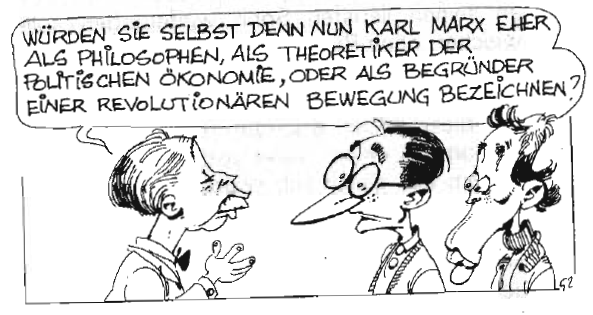 WÜRDEN SIE SELBST DENN NUN KARL MARX EHER
ALS PHILOSOPHEN, ALS THEORETIKER DER
POLITISCHEN ÖKONOMIE, ODER ALS BEGRÜNDER
EINER REVOLUTIONÄREN BEWEGUNG BEZEICHNEN?